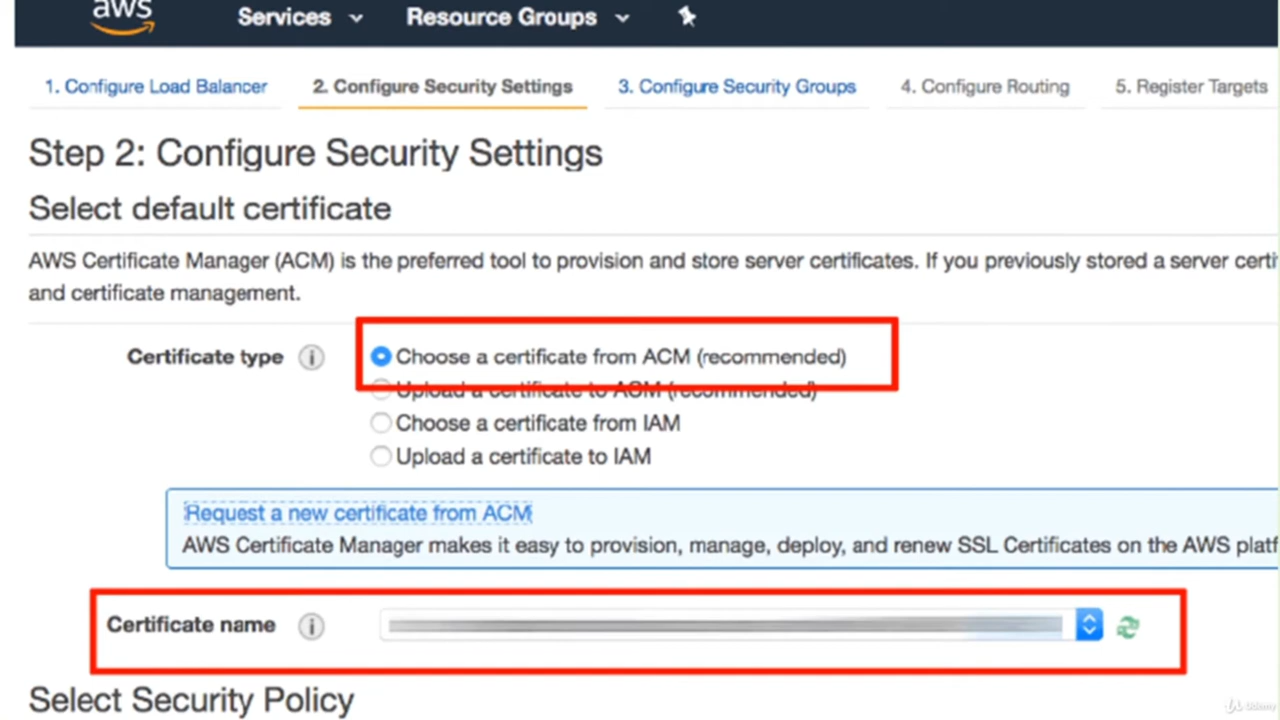 aws
Services
Resource Groups
1. Configure Load Balancer
2. Configure Security Settings
3. Configure Security Groups
4. Configure Routing
5. Register Targets
Step 2: Configure Security Settings
Select default certificate
AWS Certificate Manager (ACM) is the preferred tool to provision and store server certificates. If you previously stored a server certi
and certificate management.
Certificate type
Choose a certificate from ACM (recommended)
Upload a certificate to ACM (recommended)
Choose a certificate from IAM
Upload a certificate to IAM
Request a new certificate from ACM
AWS Certificate Manager makes it easy to provision, manage, deploy, and renew SSL Certificates on the AWS platf
Certificate name
Select Security Policy
Udemy